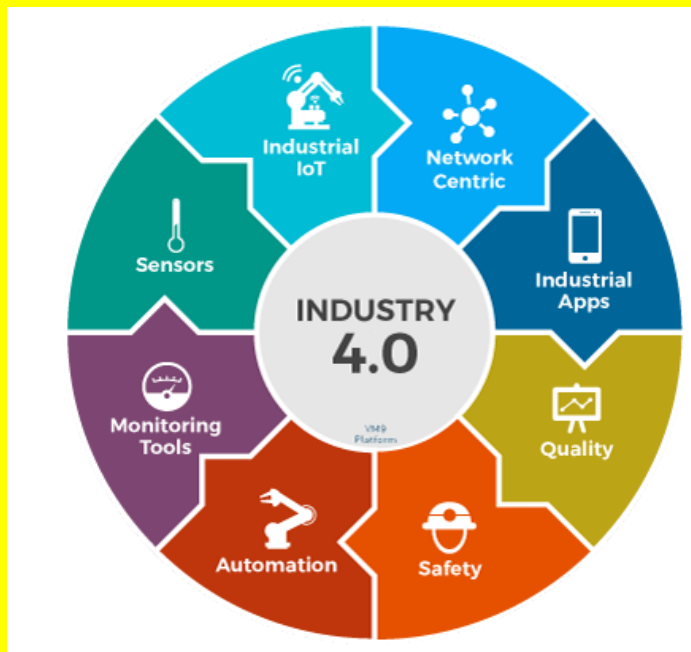 Industrial
IoT
Network
Centric
Sensors
Industrial
Apps
INDUSTRY
4.0
VM9
Platform
Monitoring
Tools
Quality
Automation
Safety